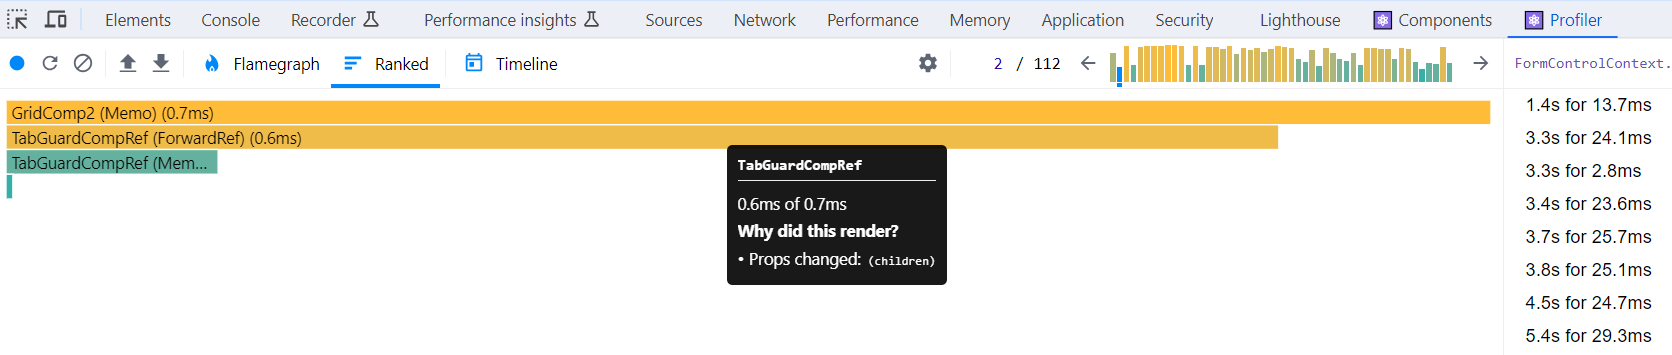 Elements Console Recorder Performance insights Sources Network Performance Memory Application Security Lighthouse Components Profiler
Flamegraph Ranked Timeline 2 / 112 FormControlContext.
GridComp2 (Memo) (0.7ms)
TabGuardCompRef (ForwardRef) (0.6ms)
TabGuardCompRef (Mem...
TabGuardCompRef
0.6ms of 0.7ms
Why did this render?
• Props changed: (children)
1.4s for 13.7ms
3.3s for 24.1ms
3.3s for 2.8ms
3.4s for 23.6ms
3.7s for 25.7ms
3.8s for 25.1ms
4.5s for 24.7ms
5.4s for 29.3ms